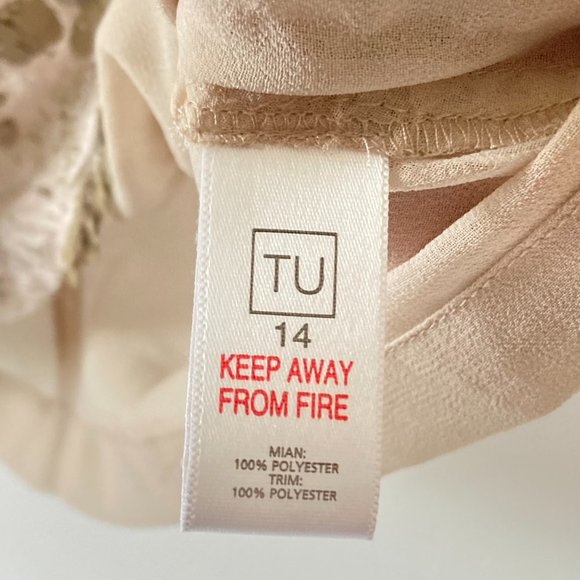 TU
14
KEEP AWAY
FROM FIRE
MIAN:
100% POLYESTER
TRIM:
100% POLYESTER